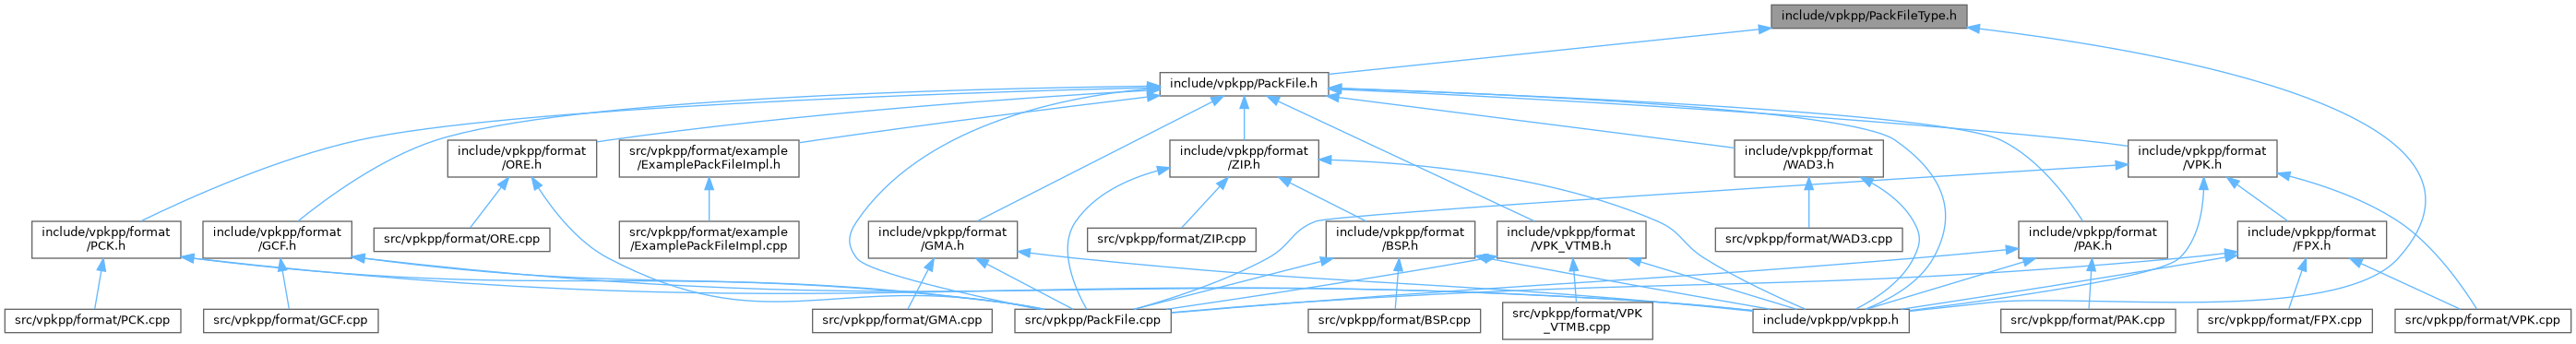 include/vpkpp/PackFileType.h
include/vpkpp/PackFile.h
include/vpkpp/format
/ORE.h
src/vpkpp/format/example
/ExamplePackFileImpl.h
include/vpkpp/format
/ZIP.h
include/vpkpp/format
/WAD3.h
include/vpkpp/format
/VPK.h
include/vpkpp/format
/PCK.h
include/vpkpp/format
/GCF.h
src/vpkpp/format/ORE.cpp
src/vpkpp/format/example
/ExamplePackFileImpl.cpp
include/vpkpp/format
/GMA.h
src/vpkpp/format/ZIP.cpp
include/vpkpp/format
/BSP.h
include/vpkpp/format
/VPK_VTMB.h
src/vpkpp/format/WAD3.cpp
include/vpkpp/format
/PAK.h
include/vpkpp/format
/FPX.h
src/vpkpp/format/PCK.cpp
src/vpkpp/format/GCF.cpp
src/vpkpp/format/GMA.cpp
src/vpkpp/PackFile.cpp
src/vpkpp/format/BSP.cpp
src/vpkpp/format/VPK
_VTMB.cpp
include/vpkpp/vpkpp.h
src/vpkpp/format/PAK.cpp
src/vpkpp/format/FPX.cpp
src/vpkpp/format/VPK.cpp